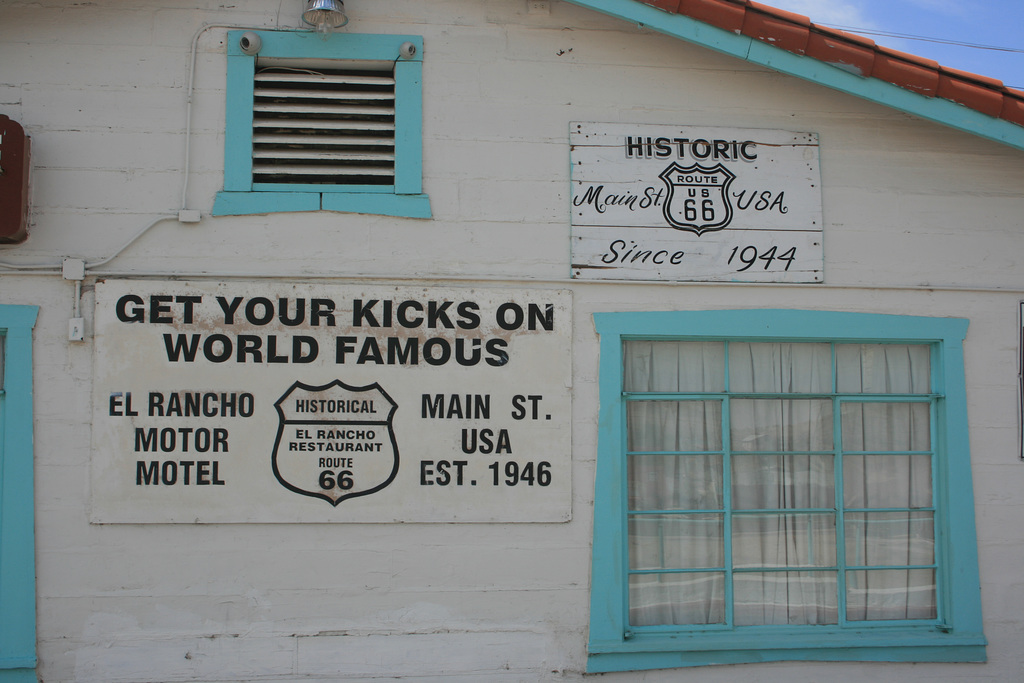 HISTORIC
Main St. ROUTE US 66 USA
Since 1944
GET YOUR KICKS ON
WORLD FAMOUS
EL RANCHO
MOTOR
MOTEL
HISTORICAL
EL RANCHO
RESTAURANT
ROUTE
66
MAIN ST.
USA
EST. 1946